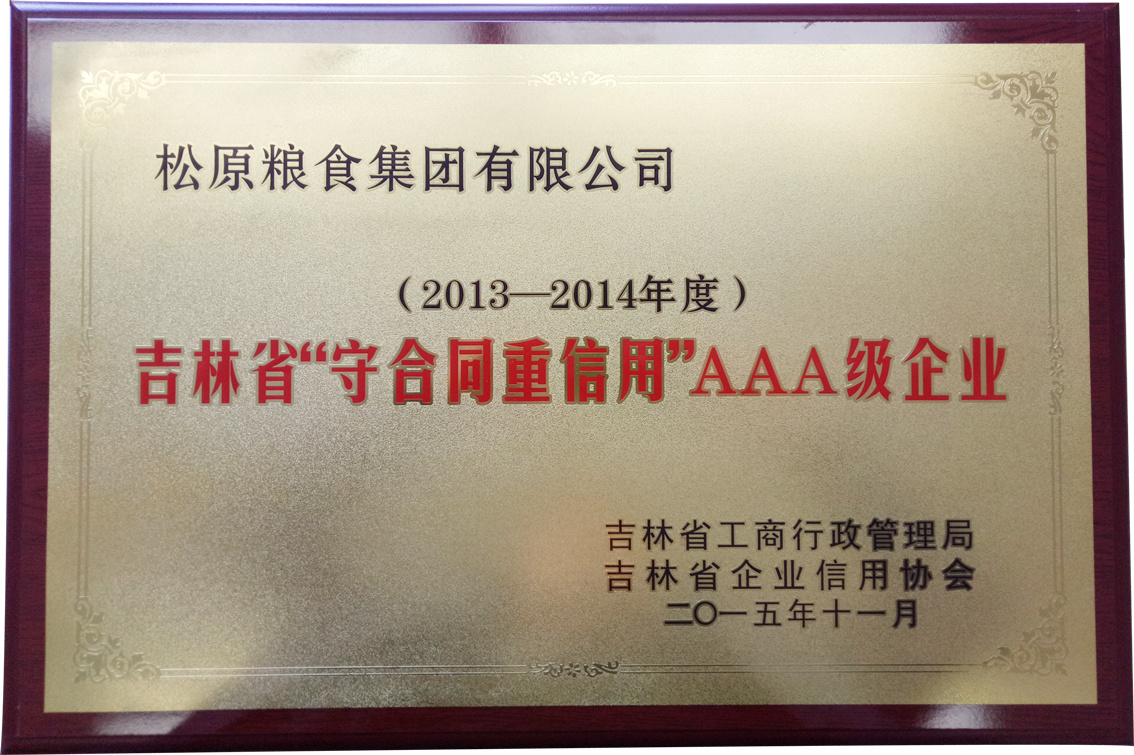 松原粮食集团有限公司
（2013—2014年度）
吉林省“守合同重信用”AAA级企业
吉林省工商行政管理局
吉林省企业信用协会
二〇一五年十一月